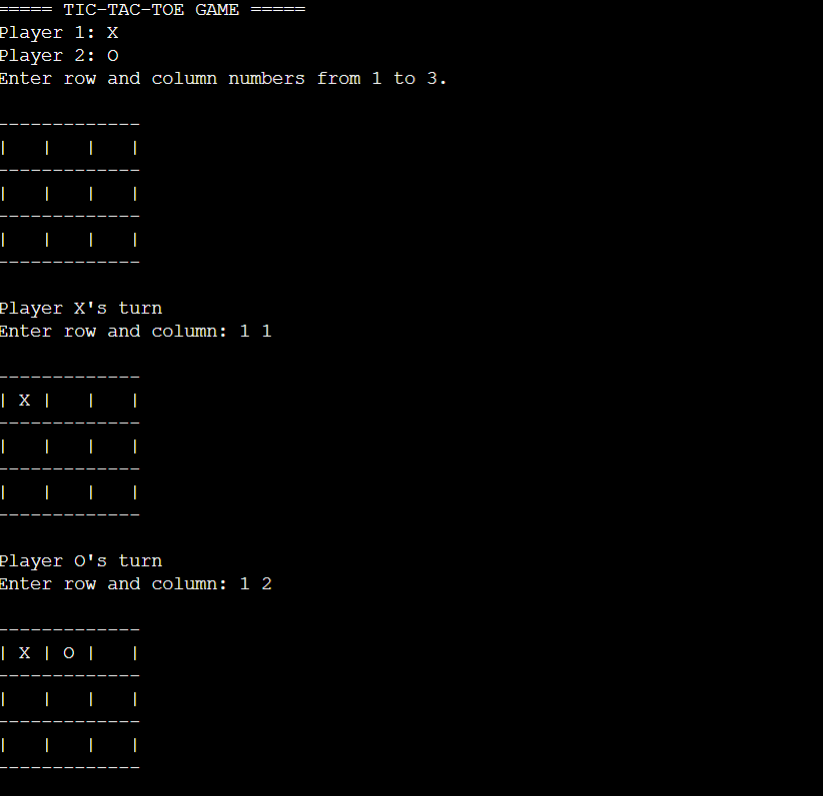 ===== TIC-TAC-TOE GAME =====
Player 1: X
Player 2: O
Enter row and column numbers from 1 to 3.

-------------
|   |   |   |
-------------
|   |   |   |
-------------
|   |   |   |
-------------

Player X's turn
Enter row and column: 1 1

-------------
| X |   |   |
-------------
|   |   |   |
-------------
|   |   |   |
-------------

Player O's turn
Enter row and column: 1 2

-------------
| X | O |   |
-------------
|   |   |   |
-------------
|   |   |   |
-------------